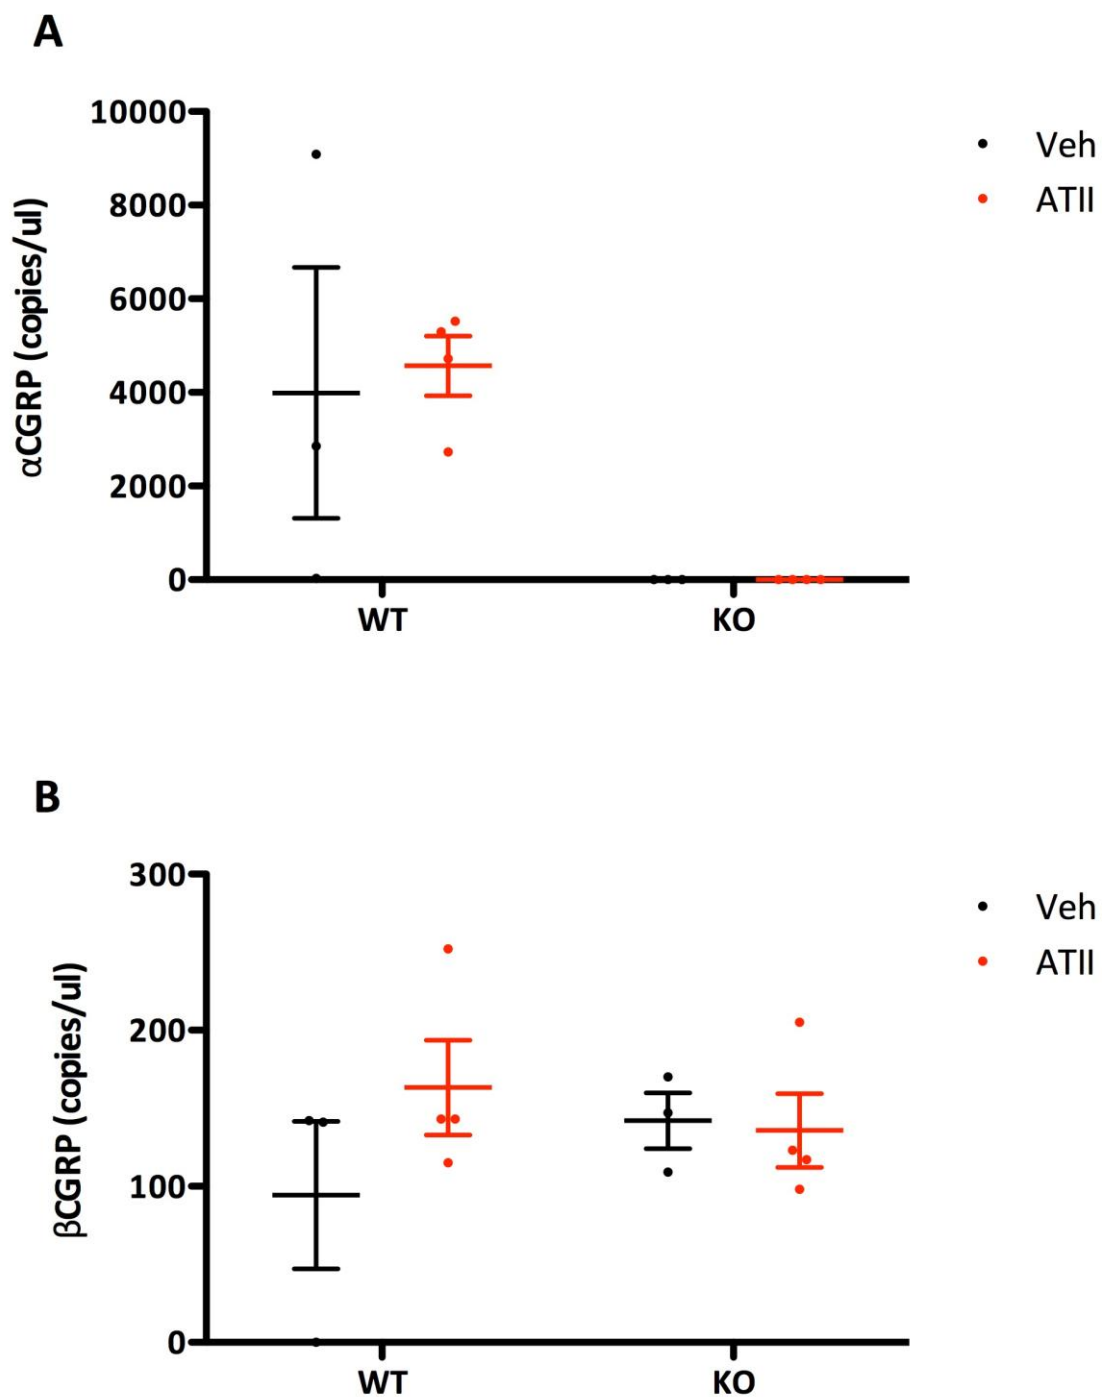 A
10000
8000
6000
4000
2000
0
αCGRP (copies/ul)
WT
KO
Veh
ATII
B
300
200
100
0
βCGRP (copies/ul)
WT
KO
Veh
ATII